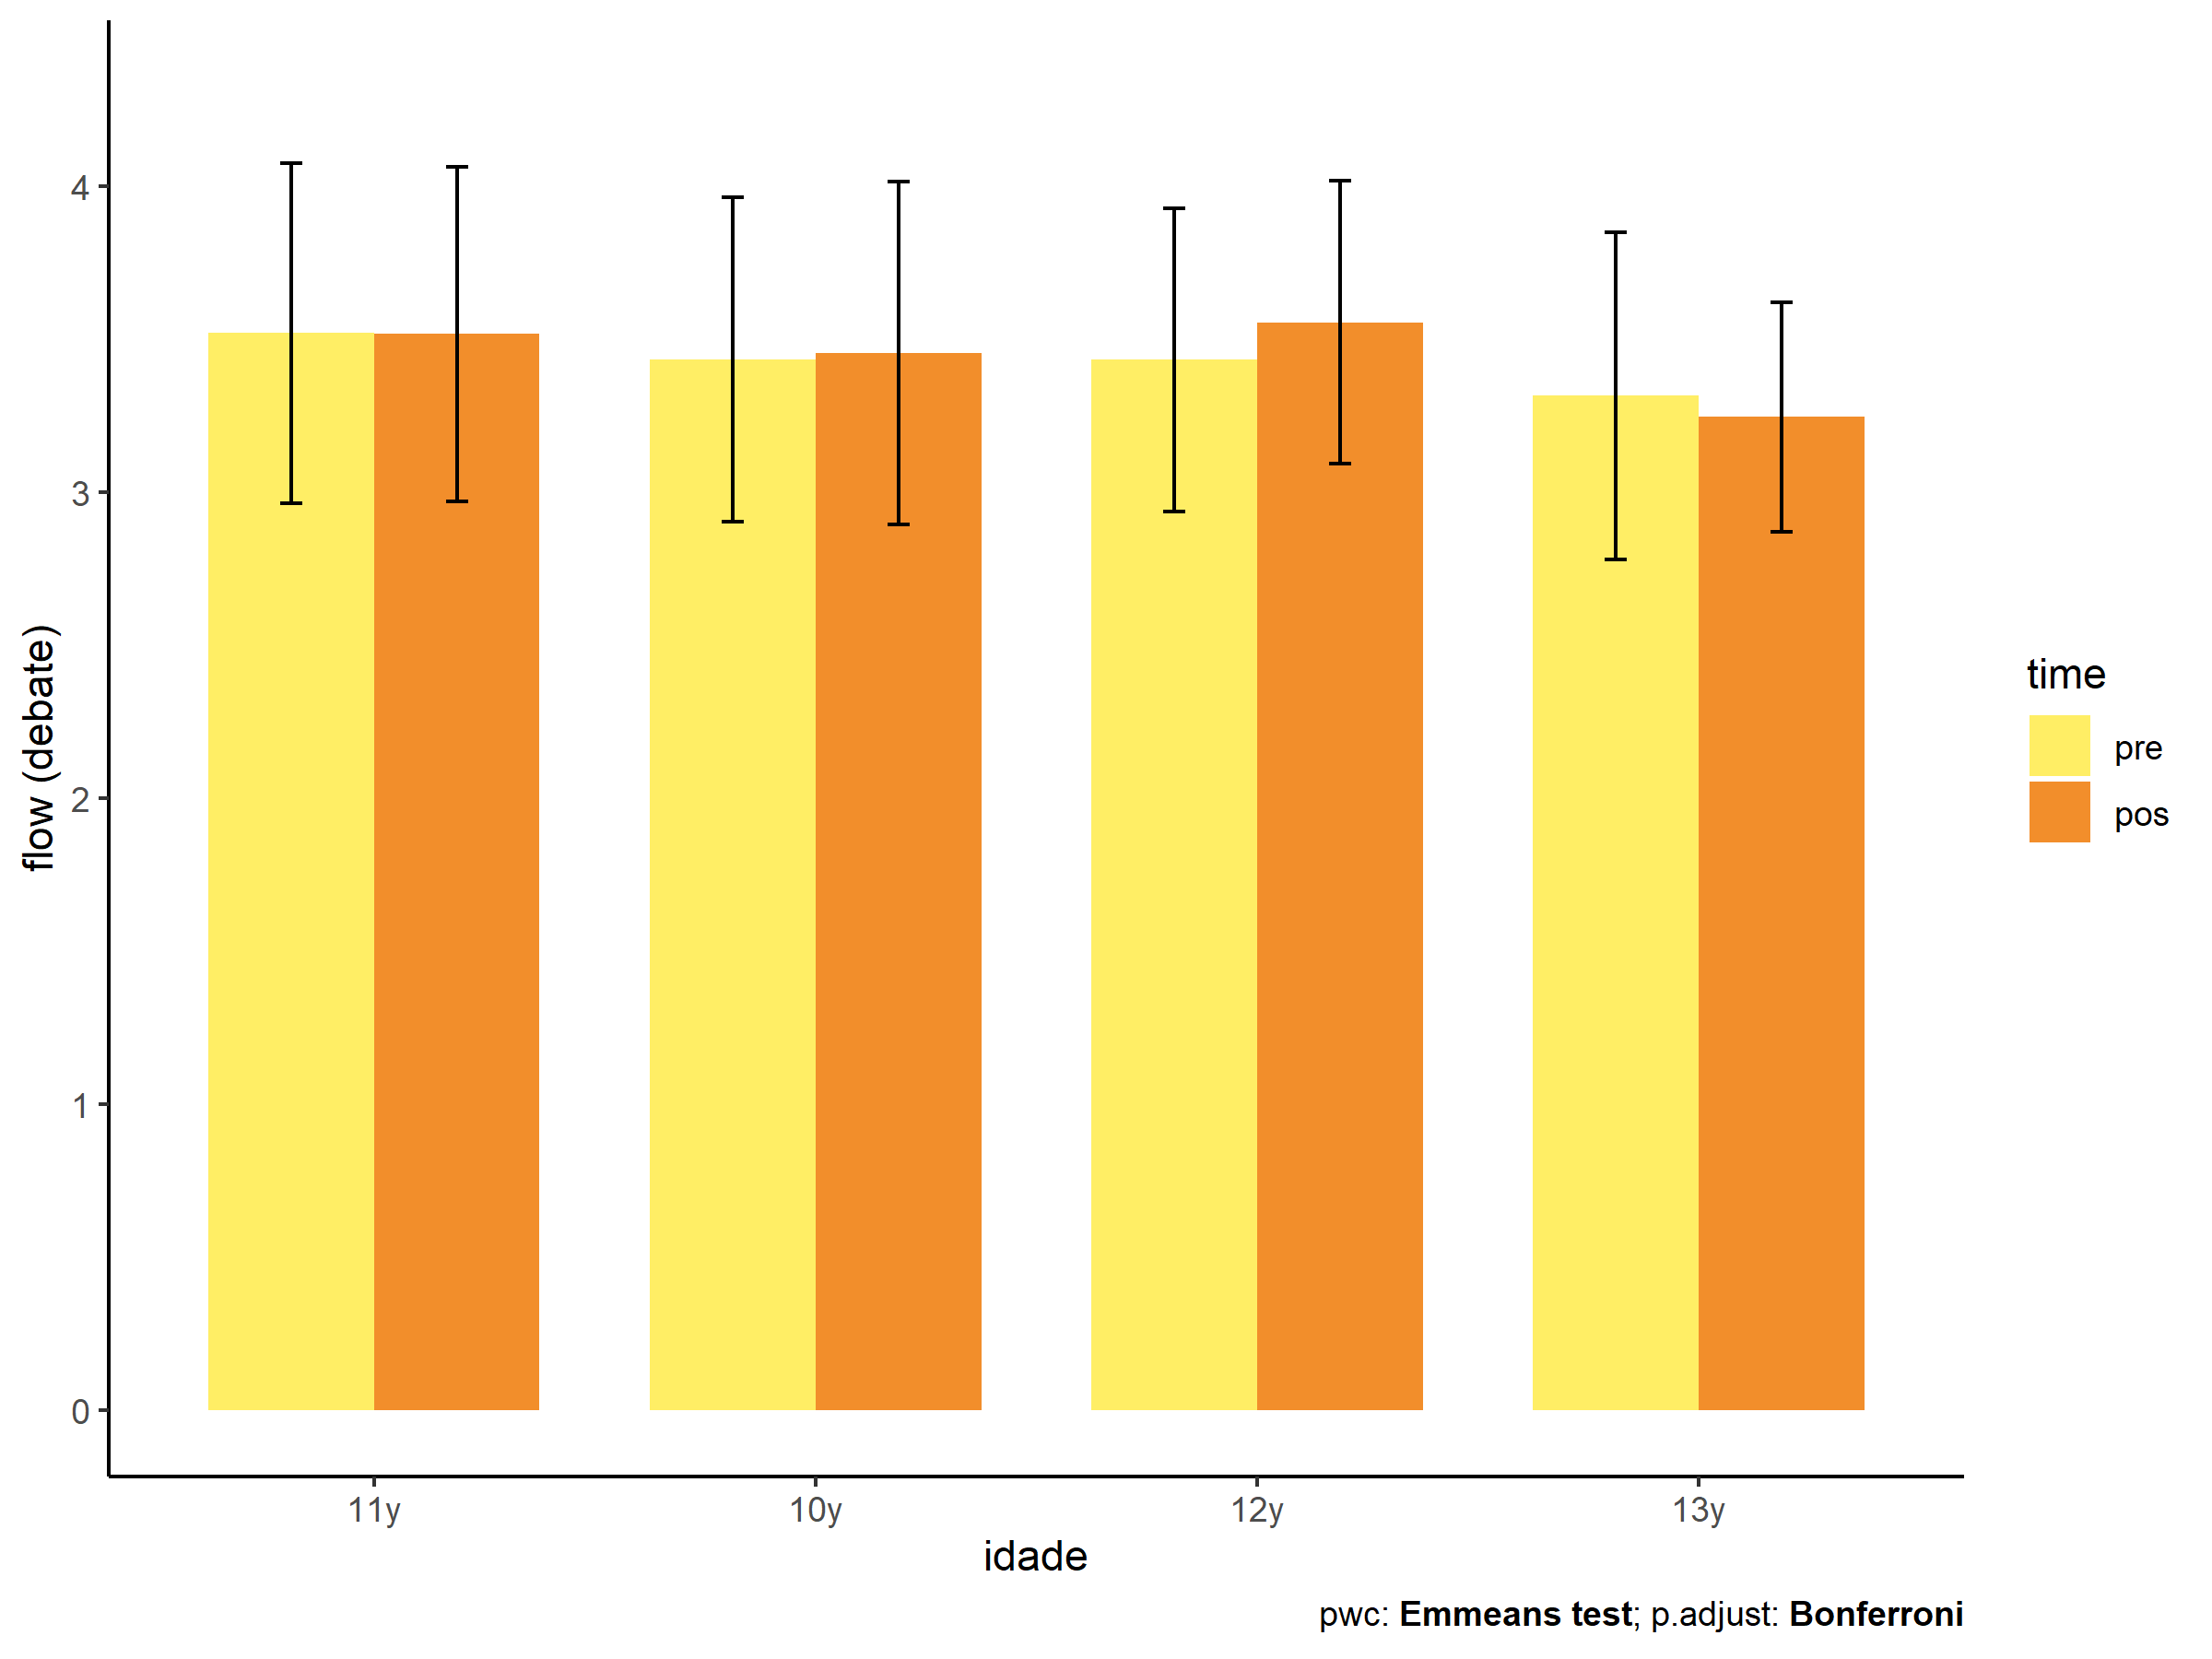 flow (debate)
4
3
2
1
0
11y 10y 12y 13y
idade
time
pre
pos
pwc: Emmeans test; p.adjust: Bonferroni